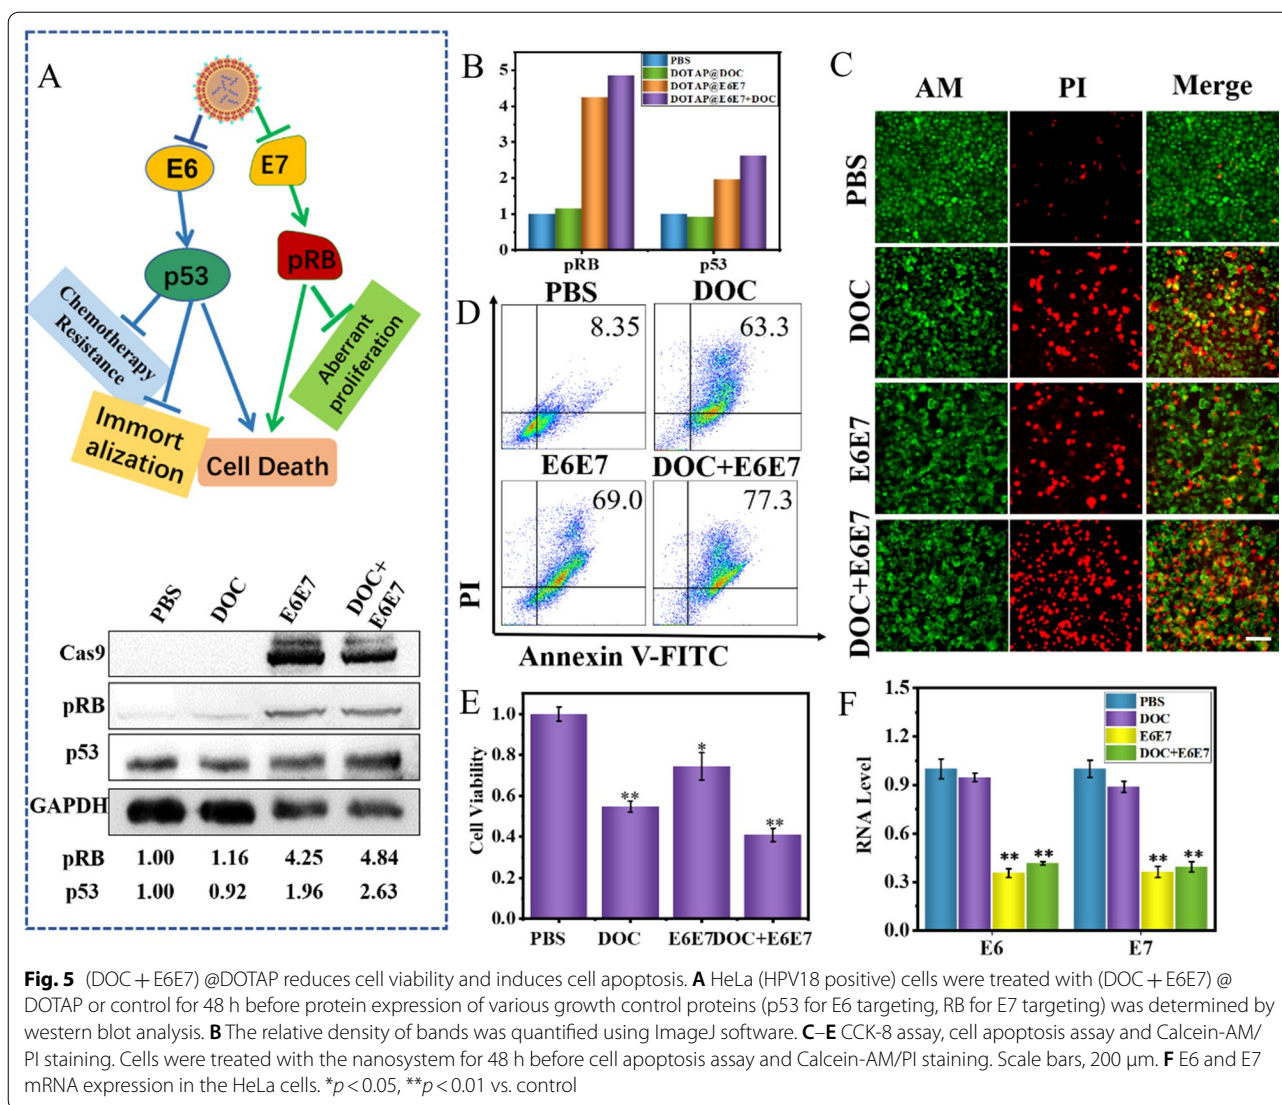 A
E6
E7
p53
pRB
Chemotherapy
Resistance
Aberrant
proliferation
Immort
alization
Cell Death
PBS
DOC
E6E7
DOC+
E6E7
Cas9
pRB
p53
GAPDH
pRB 1.00 1.16 4.25 4.84
p53 1.00 0.92 1.96 2.63
B
PBS
DOTAP@DOC
DOTAP@E6E7
DOTAP@E6E7+DOC
5
4
3
2
1
0
pRB p53
C
AM PI Merge
PBS
DOC
E6E7
DOC+E6E7
D
PBS DOC
8.35 63.3
E6E7 DOC+E6E7
69.0 77.3
PI
Annexin V-FITC
E
Cell Viability
1.0
0.8
0.6
0.4
0.2
0.0
**
*
**
PBS DOC E6E7 DOC+E6E7
F
RNA Level
1.5
1.2
0.9
0.6
0.3
0.0
PBS
DOC
E6E7
DOC+E6E7
** ** ** **
E6 E7
Fig. 5 (DOC + E6E7) @DOTAP reduces cell viability and induces cell apoptosis. A HeLa (HPV18 positive) cells were treated with (DOC + E6E7) @
DOTAP or control for 48 h before protein expression of various growth control proteins (p53 for E6 targeting, RB for E7 targeting) was determined by
western blot analysis. B The relative density of bands was quantified using ImageJ software. C–E CCK-8 assay, cell apoptosis assay and Calcein-AM/
PI staining. Cells were treated with the nanosystem for 48 h before cell apoptosis assay and Calcein-AM/PI staining. Scale bars, 200 µm. F E6 and E7
mRNA expression in the HeLa cells. *p < 0.05, **p < 0.01 vs. control